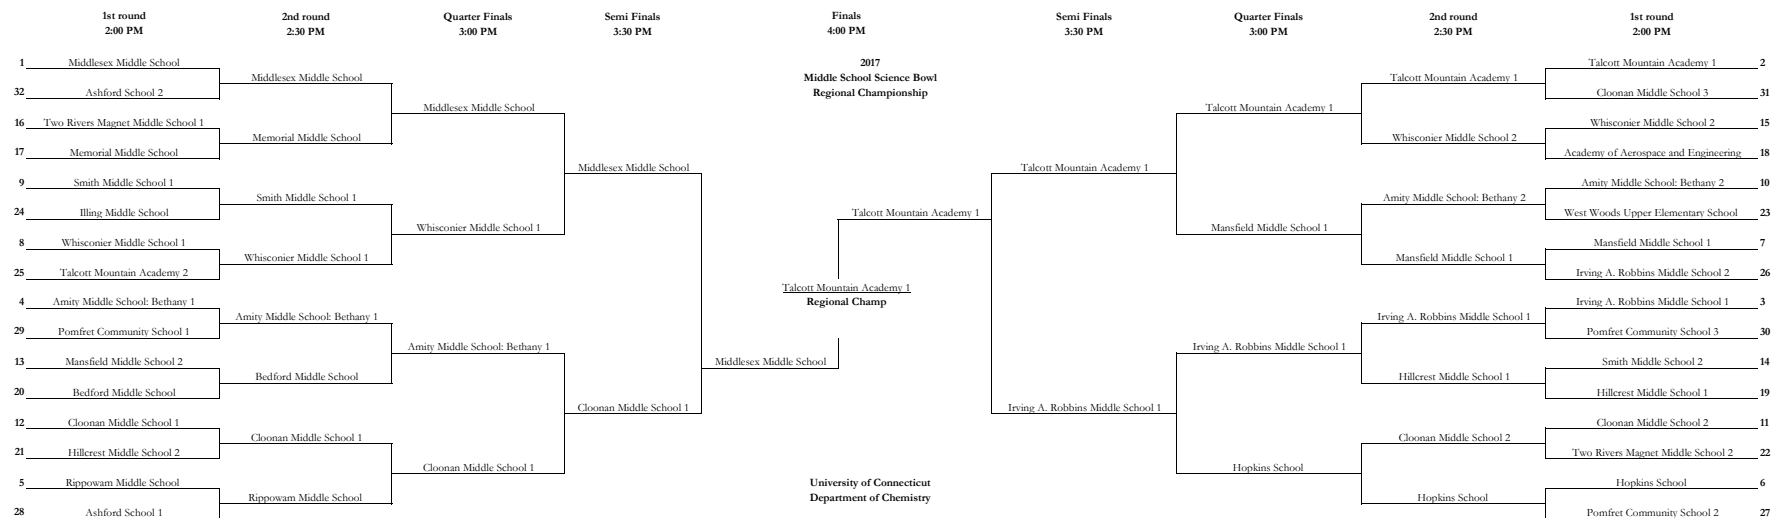 1st round 2nd round Quarter Finals Semi Finals Finals Semi Finals Quarter Finals 2nd round 1st round
2:00 PM 2:30 PM 3:00 PM 3:30 PM 4:00 PM 3:30 PM 3:00 PM 2:30 PM 2:00 PM
1 Middlesex Middle School 2017 Talcott Mountain Academy 1 2
Middlesex Middle School Middle School Science Bowl Talcott Mountain Academy 1
32 Ashford School 2 Regional Championship Cloonan Middle School 3 31
Middlesex Middle School Talcott Mountain Academy 1
16 Two Rivers Magnet Middle School 1 Whisconier Middle School 2 15
Memorial Middle School Whisconier Middle School 2
17 Memorial Middle School Academy of Aerospace and Engineering 18
Middlesex Middle School Talcott Mountain Academy 1
9 Smith Middle School 1 Amity Middle School: Bethany 2 10
Smith Middle School 1 Amity Middle School: Bethany 2
24 Illing Middle School Talcott Mountain Academy 1 West Woods Upper Elementary School 23
Whisconier Middle School 1 Mansfield Middle School 1
8 Whisconier Middle School 1 Mansfield Middle School 1 7
Whisconier Middle School 1 Mansfield Middle School 1
25 Talcott Mountain Academy 2 Irving A. Robbins Middle School 2 26
Talcott Mountain Academy 1
4 Amity Middle School: Bethany 1 Regional Champ Irving A. Robbins Middle School 1 3
Amity Middle School: Bethany 1 Irving A. Robbins Middle School 1
29 Pomfret Community School 1 Pomfret Community School 3 30
Amity Middle School: Bethany 1 Irving A. Robbins Middle School 1
13 Mansfield Middle School 2 Middlesex Middle School Smith Middle School 2 14
Bedford Middle School Hillcrest Middle School 1
20 Bedford Middle School Hillcrest Middle School 1 19
Cloonan Middle School 1 Irving A. Robbins Middle School 1
12 Cloonan Middle School 1 Cloonan Middle School 2 11
Cloonan Middle School 1 Cloonan Middle School 2
21 Hillcrest Middle School 2 Two Rivers Magnet Middle School 2 22
Cloonan Middle School 1 Hopkins School
5 Rippowam Middle School University of Connecticut Hopkins School 6
Rippowam Middle School Department of Chemistry Hopkins School
28 Ashford School 1 Pomfret Community School 2 27